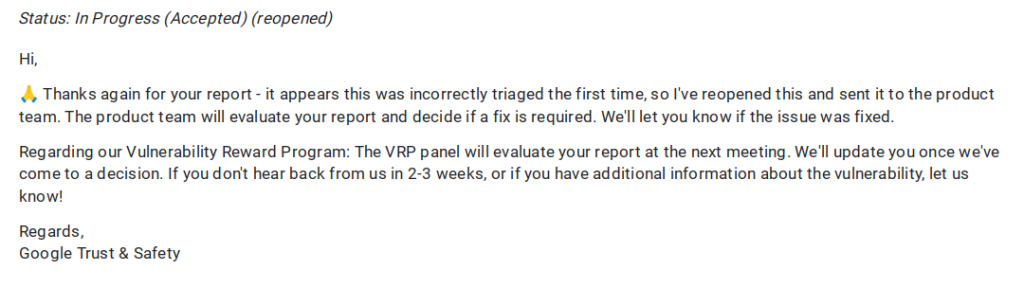 Status: In Progress (Accepted) (reopened)
Hi,
🙏 Thanks again for your report - it appears this was incorrectly triaged the first time, so I've reopened this and sent it to the product
team. The product team will evaluate your report and decide if a fix is required. We'll let you know if the issue was fixed.
Regarding our Vulnerability Reward Program: The VRP panel will evaluate your report at the next meeting. We'll update you once we've
come to a decision. If you don't hear back from us in 2-3 weeks, or if you have additional information about the vulnerability, let us
know!
Regards,
Google Trust & Safety